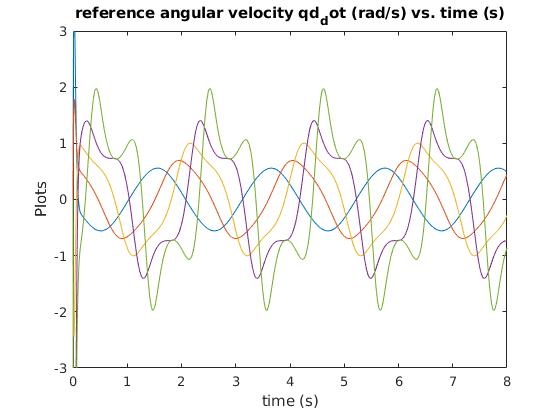 reference angular velocity qd_dot (rad/s) vs. time (s)
3
2
1
0
-1
-2
-3
Plots
0 1 2 3 4 5 6 7 8
time (s)